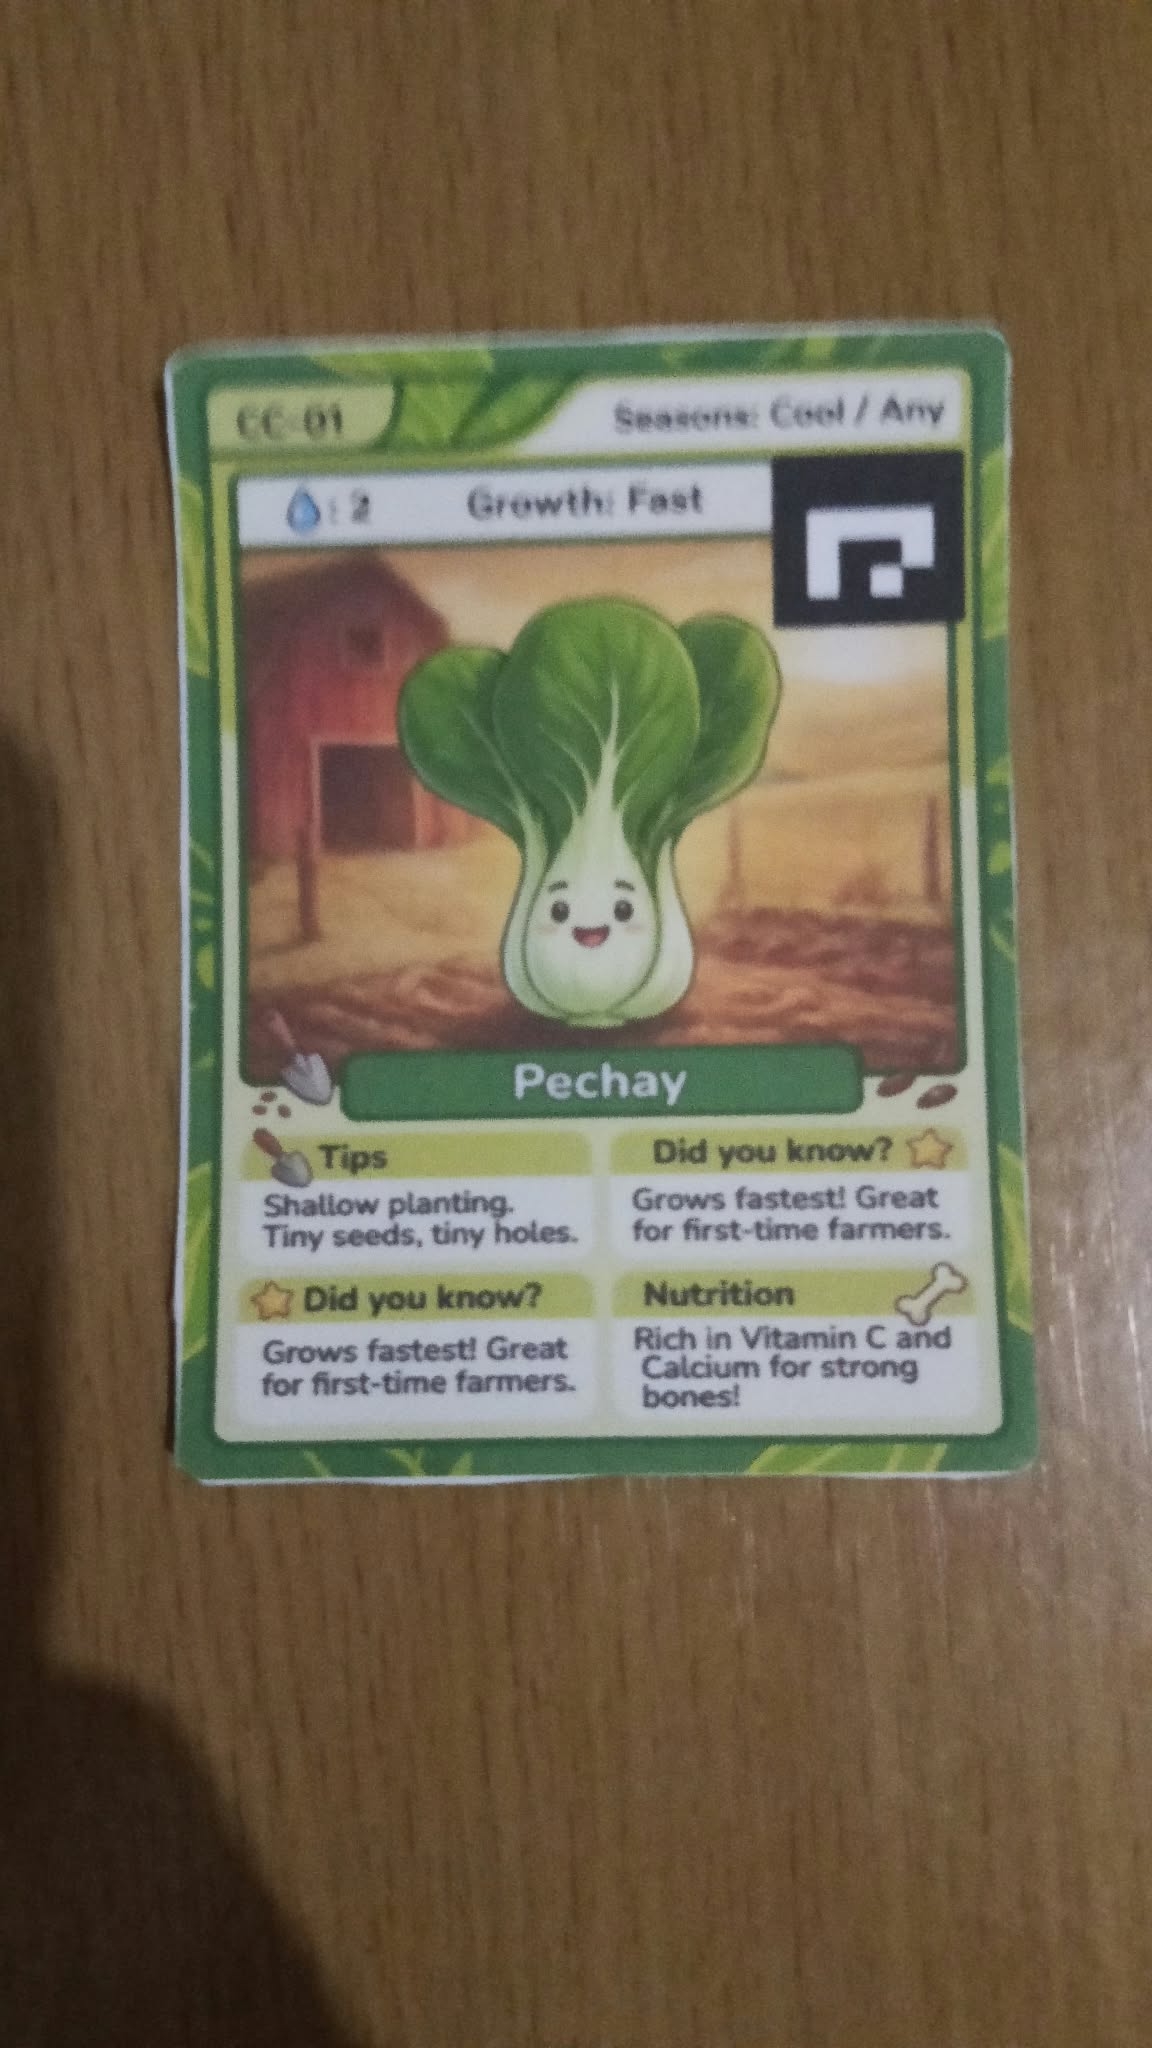 CC-01
Seasons: Cool / Any
: 2
Growth: Fast
Pechay
Tips
Shallow planting.
Tiny seeds, tiny holes.
Did you know?
Grows fastest! Great
for first-time farmers.
Did you know?
Grows fastest! Great
for first-time farmers.
Nutrition
Rich in Vitamin C and
Calcium for strong
bones!